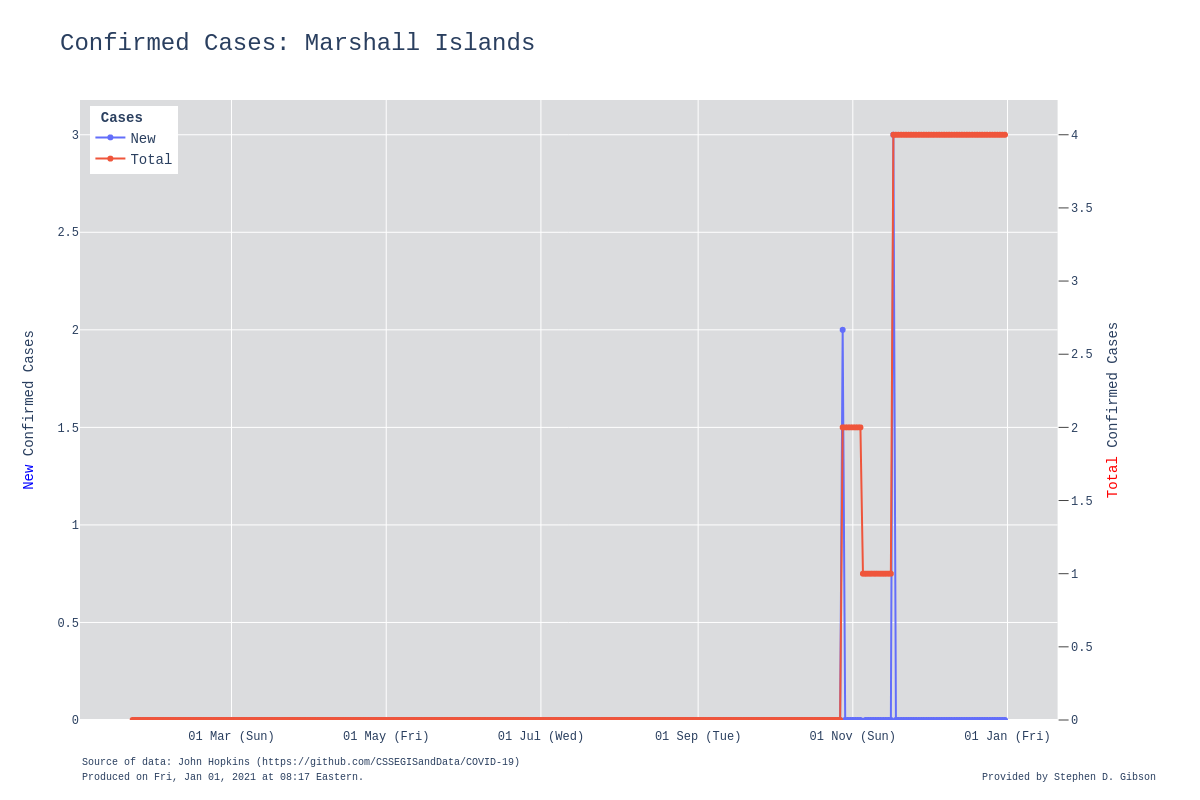 Confirmed Cases: Marshall Islands
Cases
New
Total
3
2.5
2
1.5
1
0.5
0
New Confirmed Cases
4
3.5
3
2.5
2
1.5
1
0.5
0
Total Confirmed Cases
01 Mar (Sun)
01 May (Fri)
01 Jul (Wed)
01 Sep (Tue)
01 Nov (Sun)
01 Jan (Fri)
Source of data: John Hopkins (https://github.com/CSSEGISandData/COVID-19)
Produced on Fri, Jan 01, 2021 at 08:17 Eastern.
Provided by Stephen D. Gibson